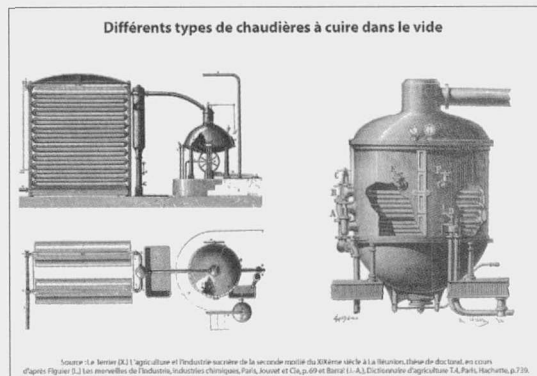 Différents types de chaudières à cuire dans le vide
C
B
A
Source : Le Terrier (X.) L'agriculture et l'industrie sucrière de la seconde moitié du XIXème siècle à La Réunion, thèse de doctorat, en cours
d'après Figuier (L.) Les merveilles de l'industrie, Industries chimiques, Paris, Jouvet et Cie, p. 69 et Barral (J.-A.), Dictionnaire d'agriculture T.4, Paris, Hachette, p.739.